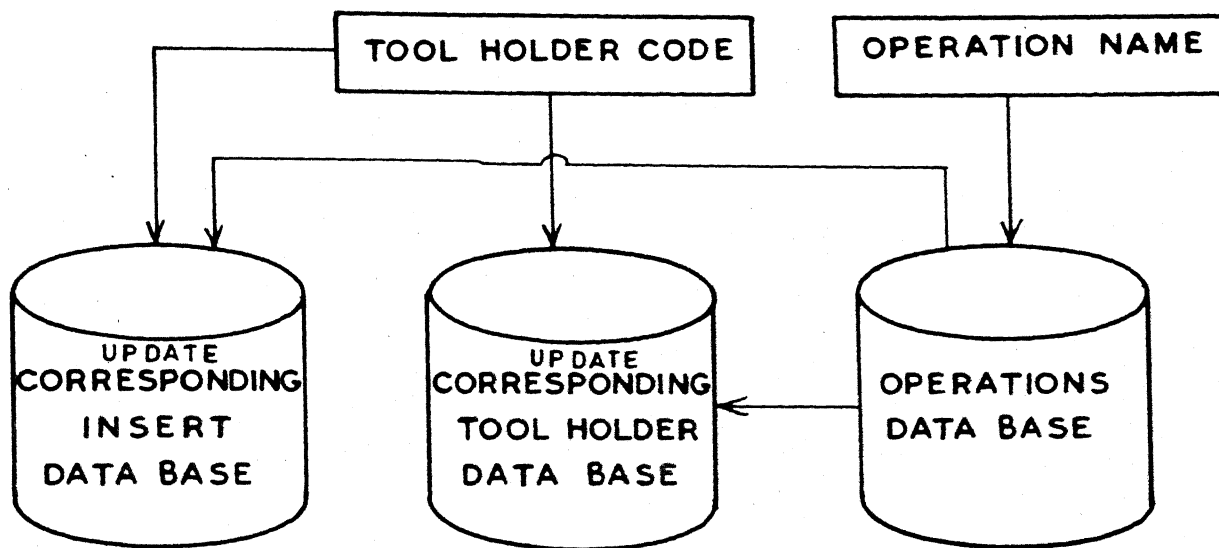 TOOL HOLDER CODE
OPERATION NAME
UPDATE
CORRESPONDING
INSERT
DATA BASE
UPDATE
CORRESPONDING
TOOL HOLDER
DATA BASE
OPERATIONS
DATA BASE